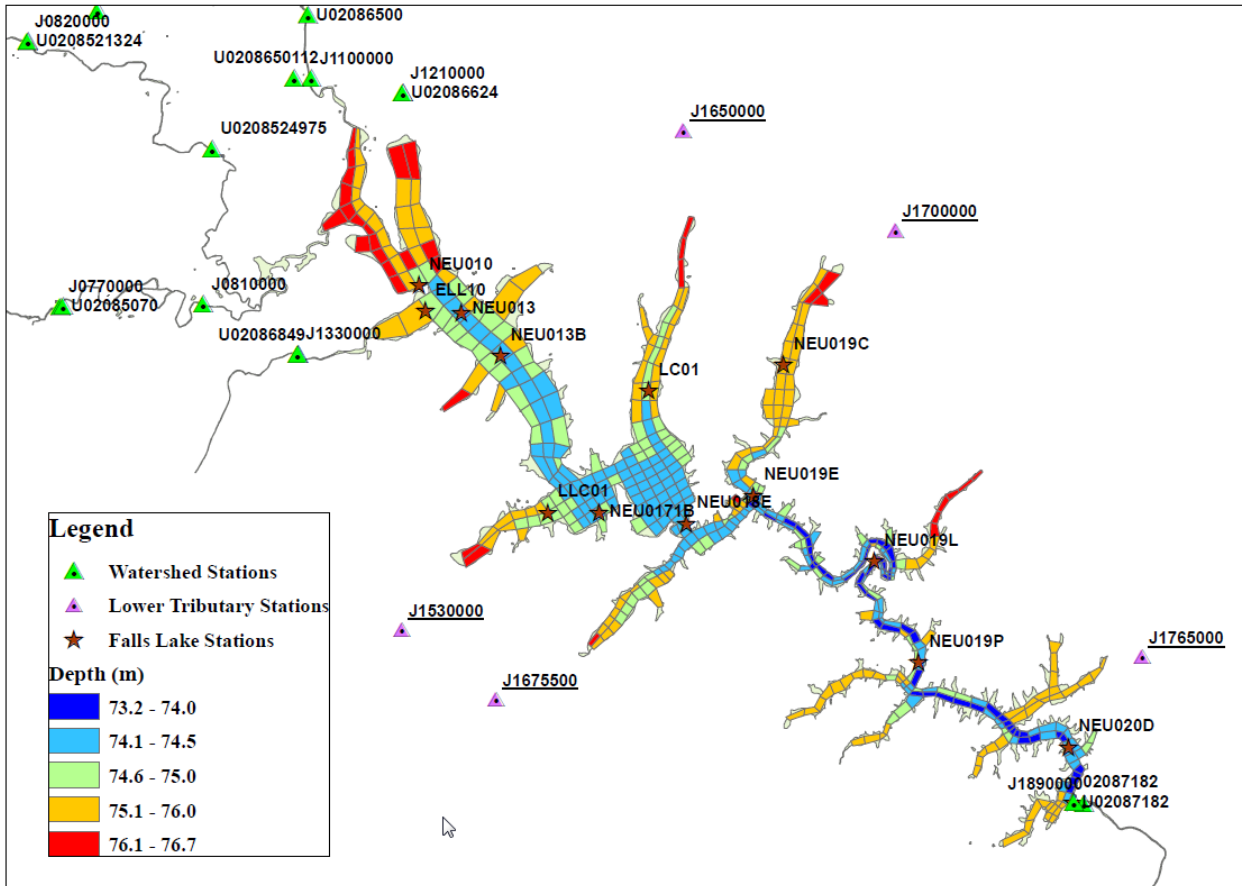 J0820000
U0208521324
U02086500
U0208650112
J1100000
J1210000
U02086624
J1650000
U0208524975
J1700000
NEU010
J0770000
U02085070
J0810000
ELL10
NEU013
U02086849
J1330000
NEU013B
NEU019C
LC01
NEU019E
LLC01
NEU0171B
NEU018E
NEU019L
Legend
Watershed Stations
Lower Tributary Stations
Falls Lake Stations
Depth (m)
73.2 - 74.0
74.1 - 74.5
74.6 - 75.0
75.1 - 76.0
76.1 - 76.7
J1530000
J1675500
NEU019P
J1765000
NEU020D
J1890000
02087182
U02087182